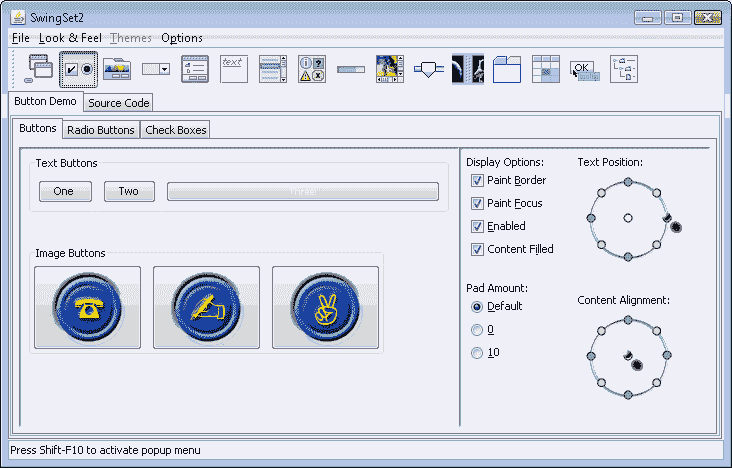 SwingSet2
File Look & Feel Themes Options
text
OK
Button Demo Source Code
Buttons Radio Buttons Check Boxes
Text Buttons
One Two
Image Buttons
Display Options:
Paint Border
Paint Focus
Enabled
Content Filled
Pad Amount:
Default
0
10
Text Position:
Content Alignment:
Press Shift-F10 to activate popup menu